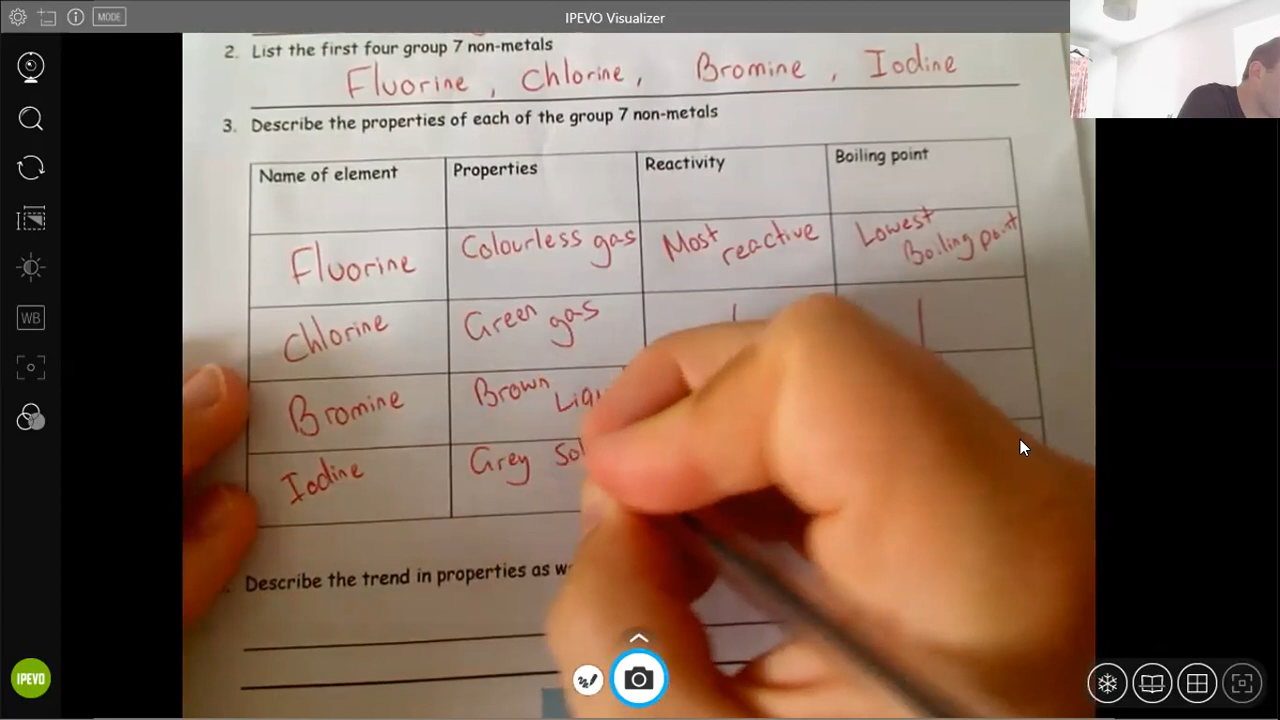 IPEVO Visualizer
MODE
WB
2. List the first four group 7 non-metals
Fluorine, Chlorine, Bromine, Iodine
3. Describe the properties of each of the group 7 non-metals
Name of element Properties Reactivity Boiling point
Fluorine Colourless gas Most reactive Lowest Boiling point
Chlorine Green gas
Bromine Brown
Iodine Grey
Describe the trend in properties as
IPEVO